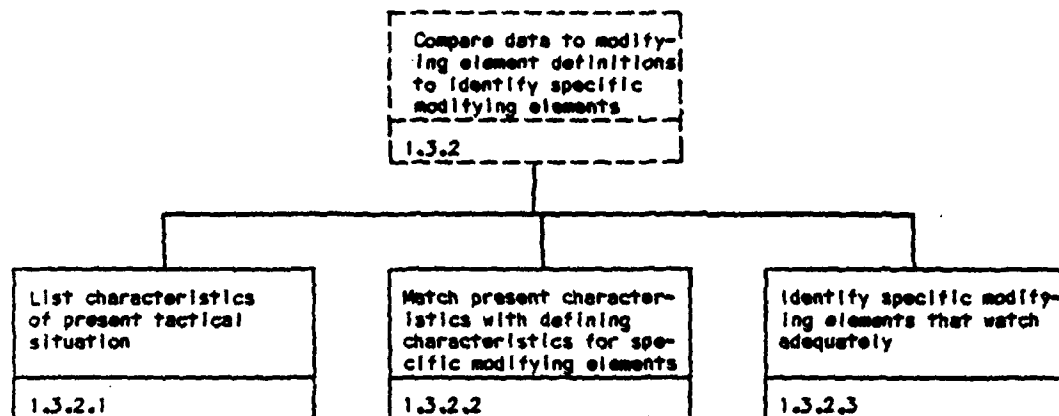 Compare data to modify-
ing element definitions
to identify specific
modifying elements
1.3.2
List characteristics
of present tactical
situation
1.3.2.1
Match present character-
istics with defining
characteristics for spe-
cific modifying elements
1.3.2.2
Identify specific modify-
ing elements that watch
adequately
1.3.2.3